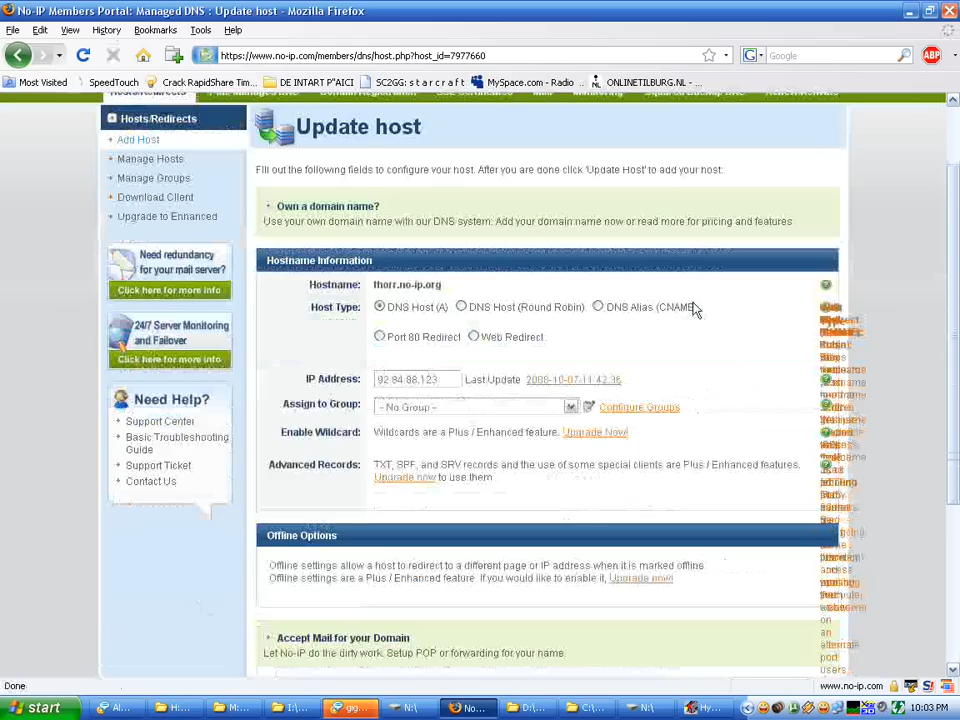 No-IP Members Portal: Managed DNS : Update host - Mozilla Firefox
File Edit View History Bookmarks Tools Help
https://www.no-ip.com/members/dns/host.php?host_id=7977660
Google
ABP
Most Visited SpeedTouch Crack RapidShare Tim... DE INTART P"AICI SC2GG: s t a r c r a f t MySpace.com - Radio ONLINETILBURG.NL - ...
Hosts/Redirects
Update host
Add Host
Manage Hosts
Manage Groups
Download Client
Upgrade to Enhanced
Fill out the following fields to configure your host. After you are done click 'Update Host' to add your host.
Own a domain name?
Use your own domain name with our DNS system. Add your domain name now or read more for pricing and features
Need redundancy
for your mail server?
Click here for more info
24/7 Server Monitoring
and Failover
Click here for more info
Need Help?
Support Center
Basic Troubleshooting
Guide
Support Ticket
Contact Us
Hostname Information
Hostname: thorr.no-ip.org
Host Type: DNS Host (A) DNS Host (Round Robin) DNS Alias (CNAME)
Port 80 Redirect Web Redirect
IP Address: 92.84.88.123 Last Update 2008-10-07 11:42:36
Assign to Group: - No Group - Configure Groups
Enable Wildcard: Wildcards are a Plus / Enhanced feature. Upgrade Now!
Advanced Records: TXT, SPF, and SRV records and the use of some special clients are Plus / Enhanced features.
Upgrade now to use them
Offline Options
Offline settings allow a host to redirect to a different page or IP address when it is marked offline.
Offline settings are a Plus / Enhanced feature. If you would like to enable it, Upgrade now!
Accept Mail for your Domain
Let No-IP do the dirty work. Setup POP or forwarding for your name.
on
an
port
users
Done
www.no-ip.com
start Al... H:... M:... I:\... gig... N:\ No... D:\... C:\... N:\ Hy... 10:03 PM